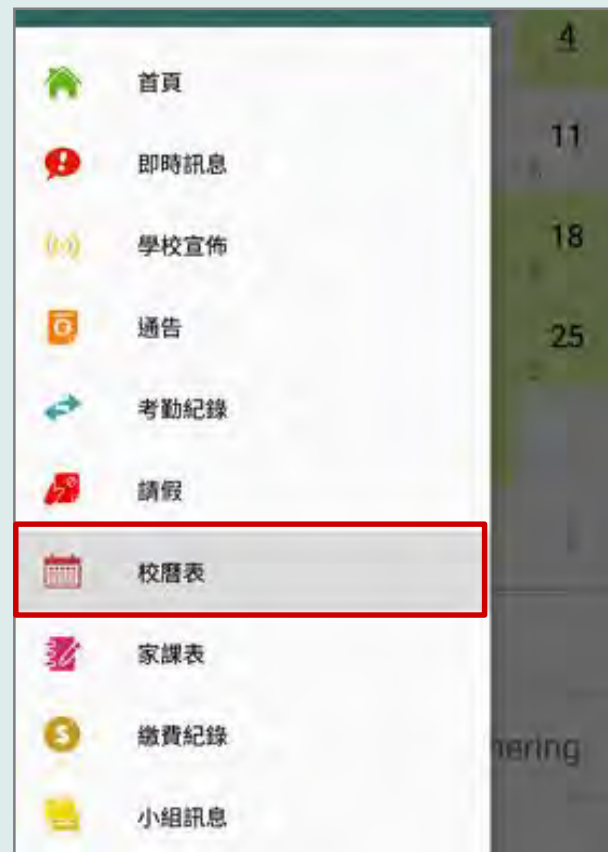 首頁
4
即時訊息
11
學校宣佈
18
通告
25
考勤紀錄
請假
校曆表
家課表
繳費紀錄
hering
小組訊息